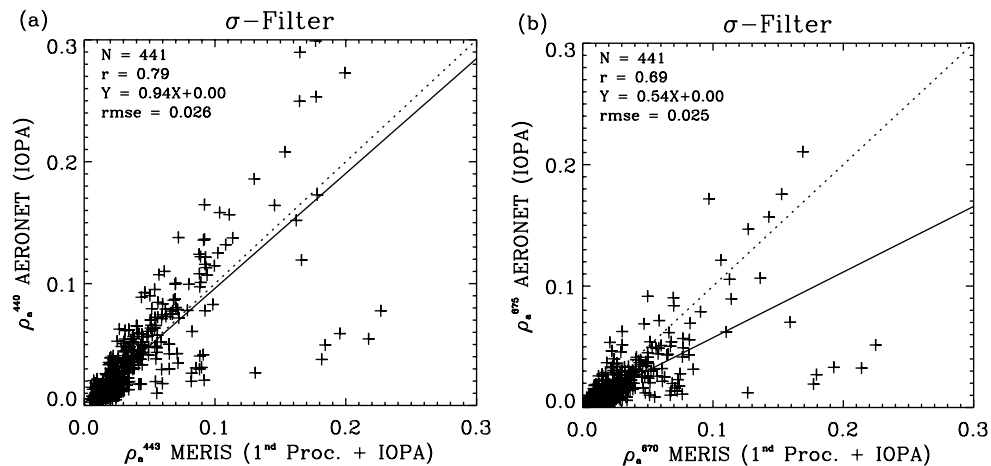 (a)
σ-Filter
N = 441
r = 0.79
Y = 0.94X+0.00
rmse = 0.026
0.3
0.2
0.1
0.0
ρₐ⁴⁴⁰ AERONET (IOPA)
0.0 0.1 0.2 0.3
ρₐ⁴⁴³ MERIS (1ⁿᵈ Proc. + IOPA)
(b)
σ-Filter
N = 441
r = 0.69
Y = 0.54X+0.00
rmse = 0.025
0.3
0.2
0.1
0.0
ρₐ⁶⁷⁵ AERONET (IOPA)
0.0 0.1 0.2 0.3
ρₐ⁶⁷⁰ MERIS (1ⁿᵈ Proc. + IOPA)